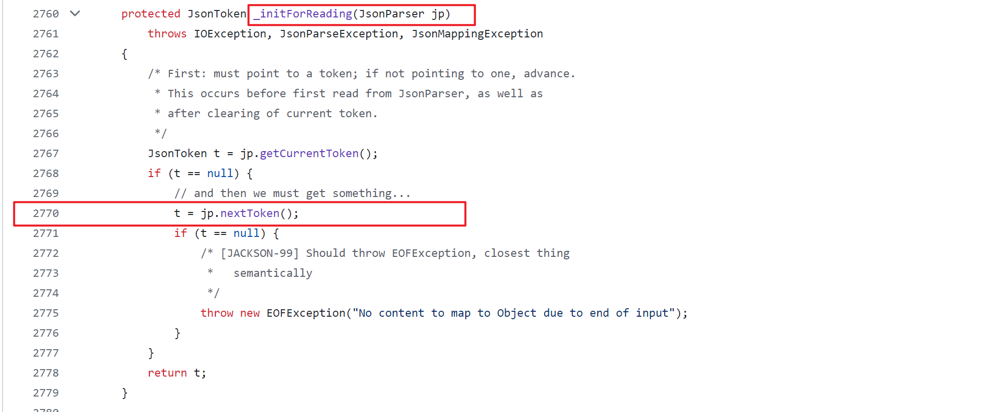 2760 protected JsonToken _initForReading(JsonParser jp)
2761 throws IOException, JsonParseException, JsonMappingException
2762 {
2763 /* First: must point to a token; if not pointing to one, advance.
2764 * This occurs before first read from JsonParser, as well as
2765 * after clearing of current token.
2766 */
2767 JsonToken t = jp.getCurrentToken();
2768 if (t == null) {
2769 // and then we must get something...
2770 t = jp.nextToken();
2771 if (t == null) {
2772 /* [JACKSON-99] Should throw EOFException, closest thing
2773 *   semantically
2774 */
2775 throw new EOFException("No content to map to Object due to end of input");
2776 }
2777 }
2778 return t;
2779 }
2780